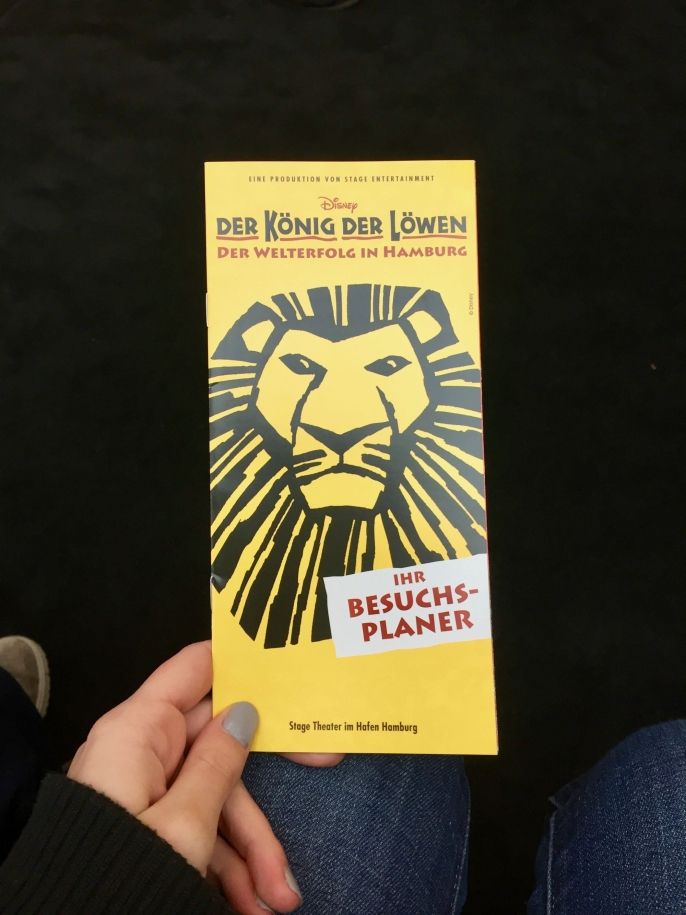 EINE PRODUKTION VON STAGE ENTERTAINMENT
Disney
DER KÖNIG DER LÖWEN
DER WELTERFOLG IN HAMBURG
© Disney
IHR
BESUCHS-
PLANER
Stage Theater im Hafen Hamburg